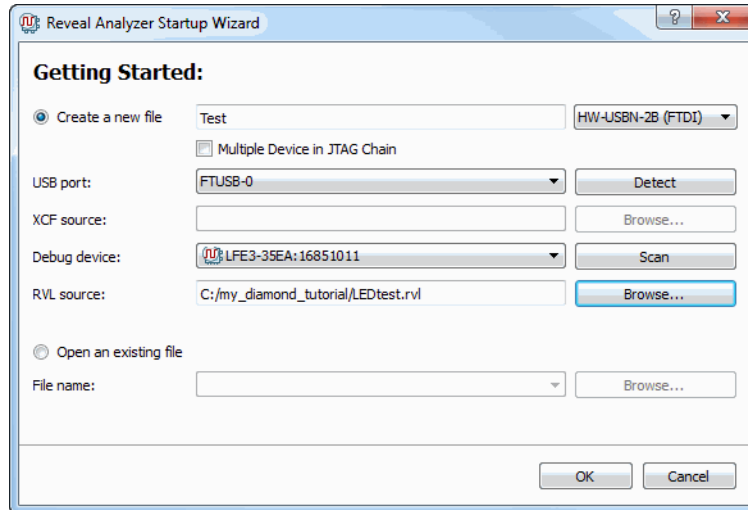 Reveal Analyzer Startup Wizard
Getting Started:
Create a new file Test HW-USBN-2B (FTDI)
Multiple Device in JTAG Chain
USB port: FTUSB-0 Detect
XCF source: Browse...
Debug device: LFE3-35EA:16851011 Scan
RVL source: C:/my_diamond_tutorial/LEDtest.rvl Browse...
Open an existing file
File name: Browse...
OK Cancel